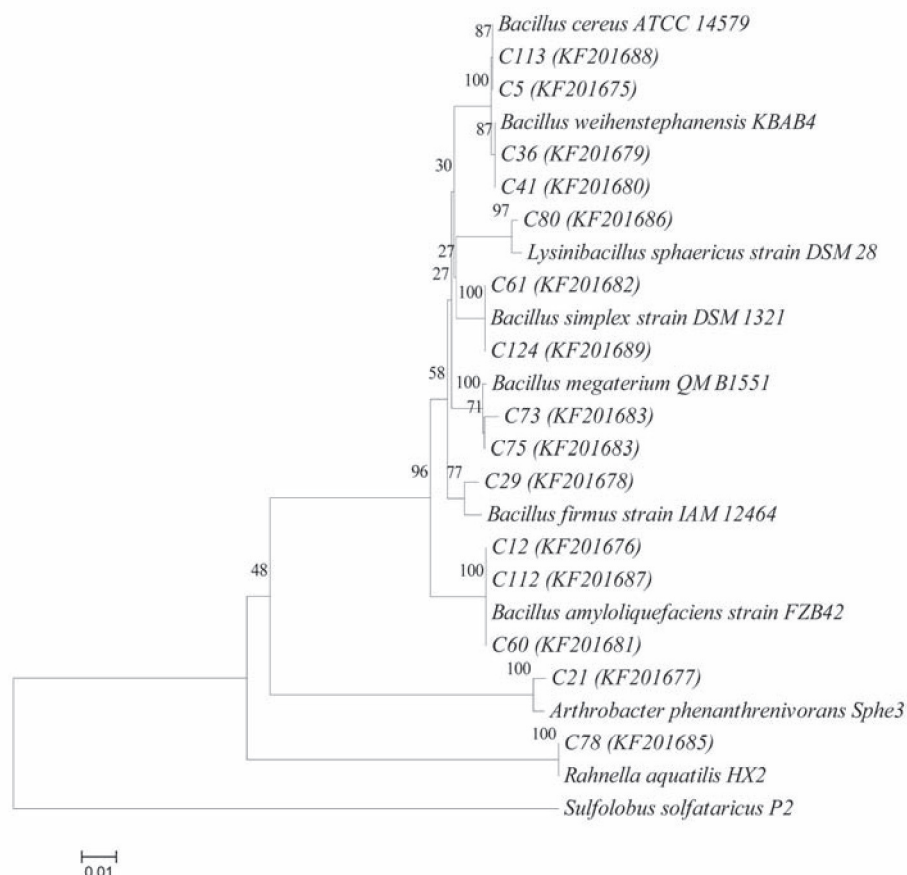 87
Bacillus cereus ATCC 14579
C113 (KF201688)
100
C5 (KF201675)
Bacillus weihenstephanensis KBAB4
87
C36 (KF201679)
30
C41 (KF201680)
97
C80 (KF201686)
27
Lysinibacillus sphaericus strain DSM 28
27
C61 (KF201682)
100
Bacillus simplex strain DSM 1321
C124 (KF201689)
58
100
Bacillus megaterium QM B1551
71
C73 (KF201683)
C75 (KF201683)
96
77
C29 (KF201678)
Bacillus firmus strain IAM 12464
C12 (KF201676)
48
100
C112 (KF201687)
Bacillus amyloliquefaciens strain FZB42
C60 (KF201681)
100
C21 (KF201677)
Arthrobacter phenanthrenivorans Sphe3
100
C78 (KF201685)
Rahnella aquatilis HX2
Sulfolobus solfataricus P2
0.01